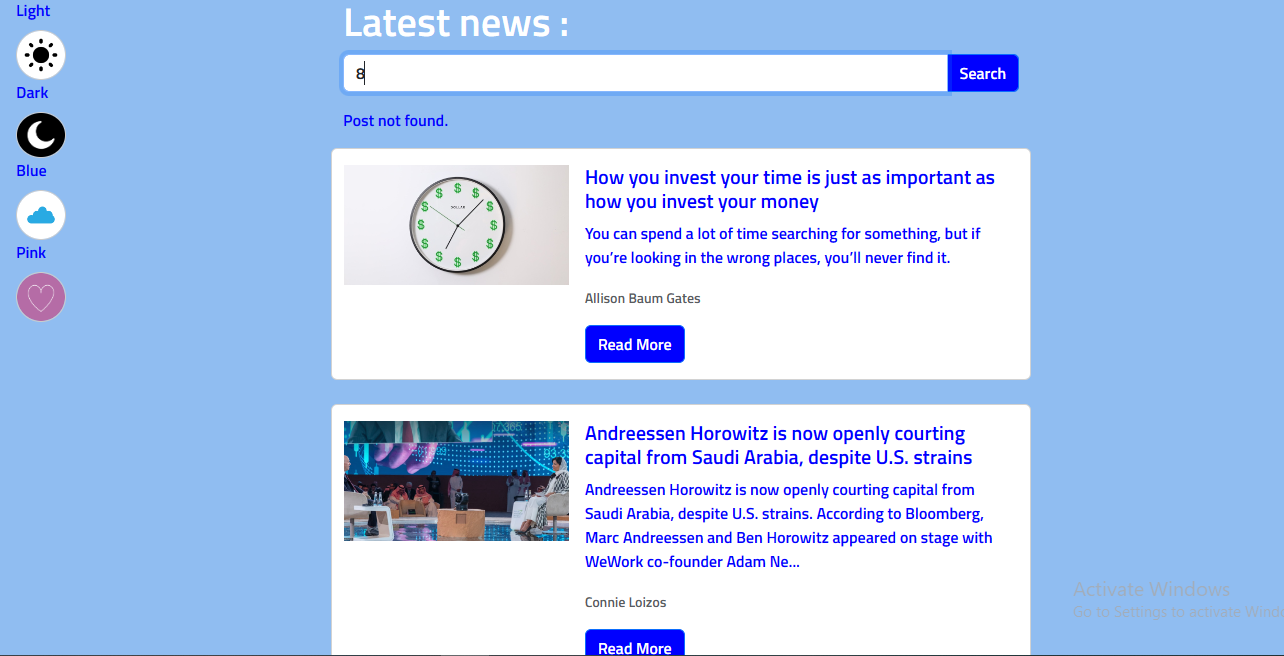 Light
Dark
Blue
Pink
Latest news :
8
Search
Post not found.
How you invest your time is just as important as
how you invest your money
You can spend a lot of time searching for something, but if
you’re looking in the wrong places, you’ll never find it.
Allison Baum Gates
Read More
DOLLAR
$ $ $ $ $ $ $ $ $ $ $ $
17,365
Andreessen Horowitz is now openly courting
capital from Saudi Arabia, despite U.S. strains
Andreessen Horowitz is now openly courting capital from
Saudi Arabia, despite U.S. strains. According to Bloomberg,
Marc Andreessen and Ben Horowitz appeared on stage with
WeWork co-founder Adam Ne...
Connie Loizos
Read More
Activate Windows
Go to Settings to activate Wind